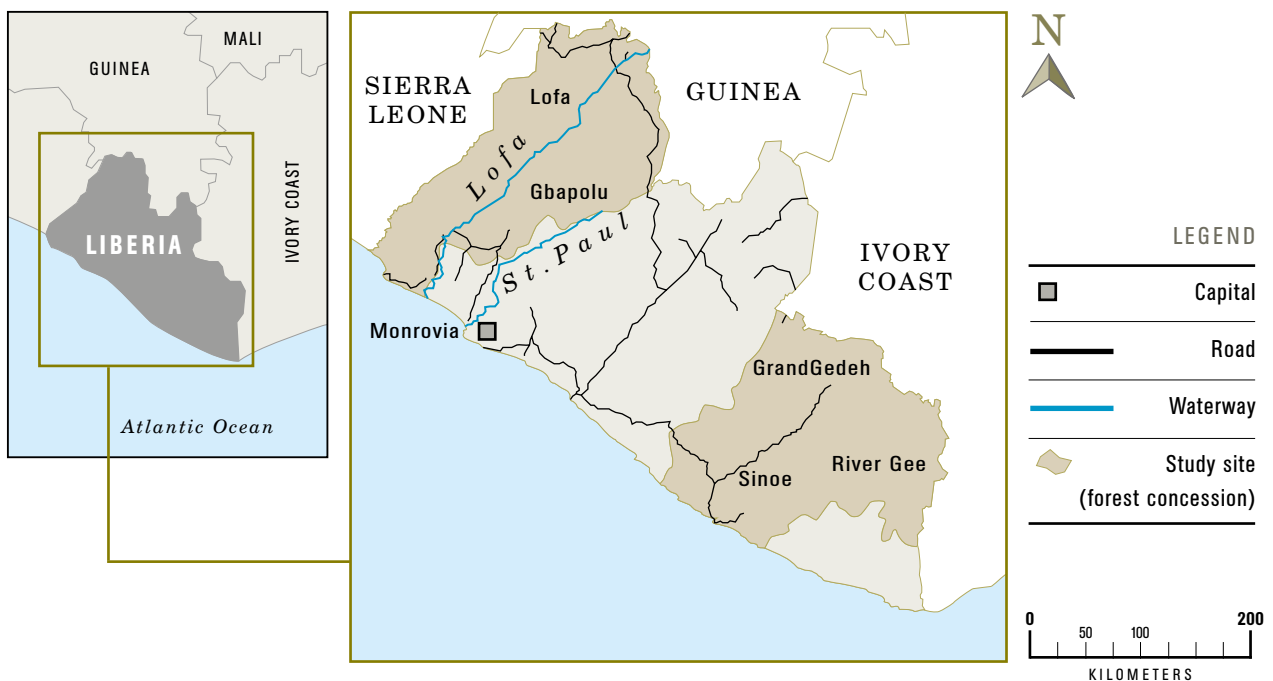 MALI
GUINEA
IVORY COAST
LIBERIA
Atlantic Ocean
SIERRA
LEONE
GUINEA
Lofa
Lofa
Gbapolu
St. Paul
IVORY
COAST
Monrovia
GrandGedeh
Sinoe
River Gee
N
LEGEND
Capital
Road
Waterway
Study site
(forest concession)
0 50 100 200
KILOMETERS